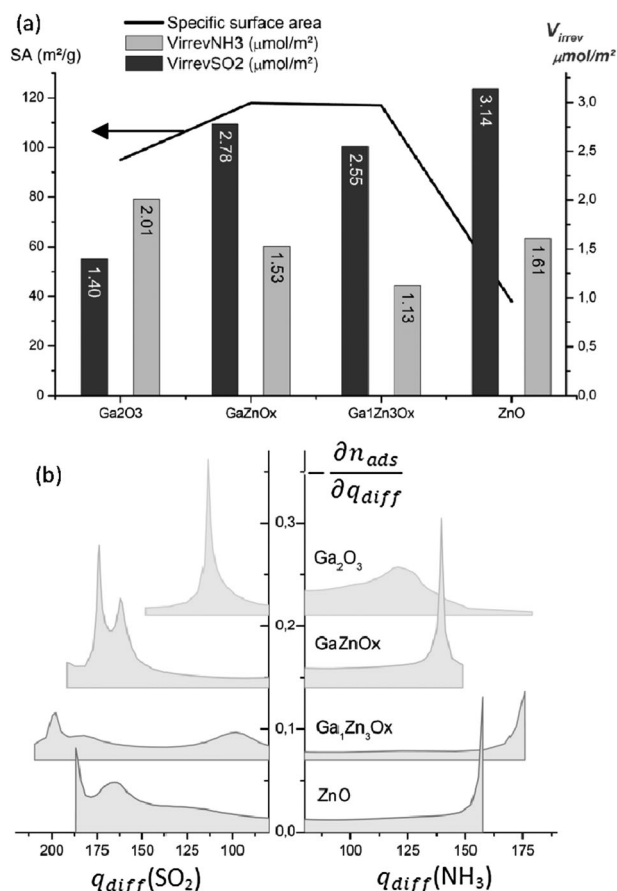 (a)
Specific surface area
VirrevNH3 (μmol/m²)
VirrevSO2 (μmol/m²)
SA (m²/g)
V_irrev
μmol/m²
120
100
80
60
40
20
0
3,0
2,5
2,0
1,5
1,0
0,5
0,0
1.40
2.01
2.78
1.53
2.55
1.13
3.14
1.61
Ga2O3
GaZnOx
Ga1Zn3Ox
ZnO
(b)
− ∂n_ads / ∂q_diff
0,3
0,2
0,1
0,0
Ga₂O₃
GaZnOx
Ga₁Zn₃Ox
ZnO
200 175 150 125 100
100 125 150 175
q_diff(SO₂)
q_diff(NH₃)